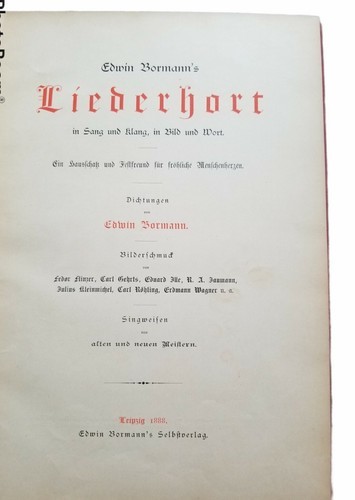 PhotoRoom®
Edwin Bormann's
Liederhort
in Sang und Klang, in Bild und Wort.
Ein Hausschatz und Festfreund für fröhliche Menschenherzen.
Dichtungen
von
Edwin Bormann.
Bilderschmuck
von
Fedor Flinzer, Carl Gehrts, Eduard Ille, R. A. Jaumann,
Julius Kleinmichel, Carl Röhling, Erdmann Wagner u. a.
Singweisen
von
alten und neuen Meistern.
Leipzig 1888.
Edwin Bormann's Selbstverlag.